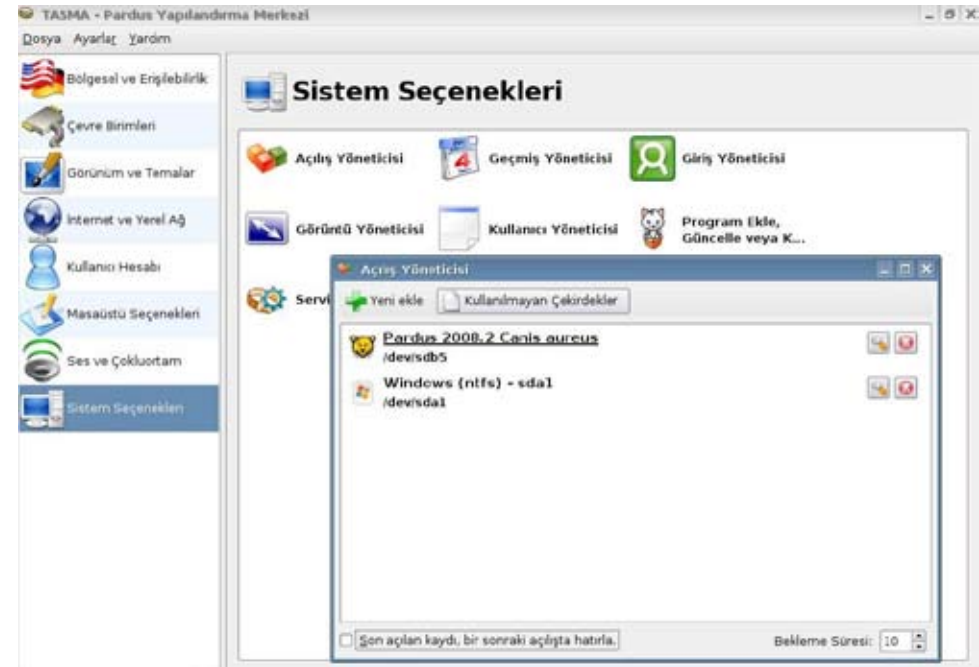 TASMA - Pardus Yapılandırma Merkezi
Dosya Ayarlar Yardım
Bölgesel ve Erişilebilirlik
Çevre Birimleri
Görünüm ve Temalar
İnternet ve Yerel Ağ
Kullanıcı Hesabı
Masaüstü Seçenekleri
Ses ve Çokluortam
Sistem Seçenekleri
Sistem Seçenekleri
Açılış Yöneticisi
Geçmiş Yöneticisi
Giriş Yöneticisi
Görüntü Yöneticisi
Kullanıcı Yöneticisi
Program Ekle,
Güncelle veya K...
Servi
Açılış Yöneticisi
Yeni ekle
Kullanılmayan Çekirdekler
Pardus 2008.2 Canis aureus
/dev/sdb5
Windows (ntfs) - sda1
/dev/sda1
Son açılan kaydı, bir sonraki açılışta hatırla.
Bekleme Süresi: 10